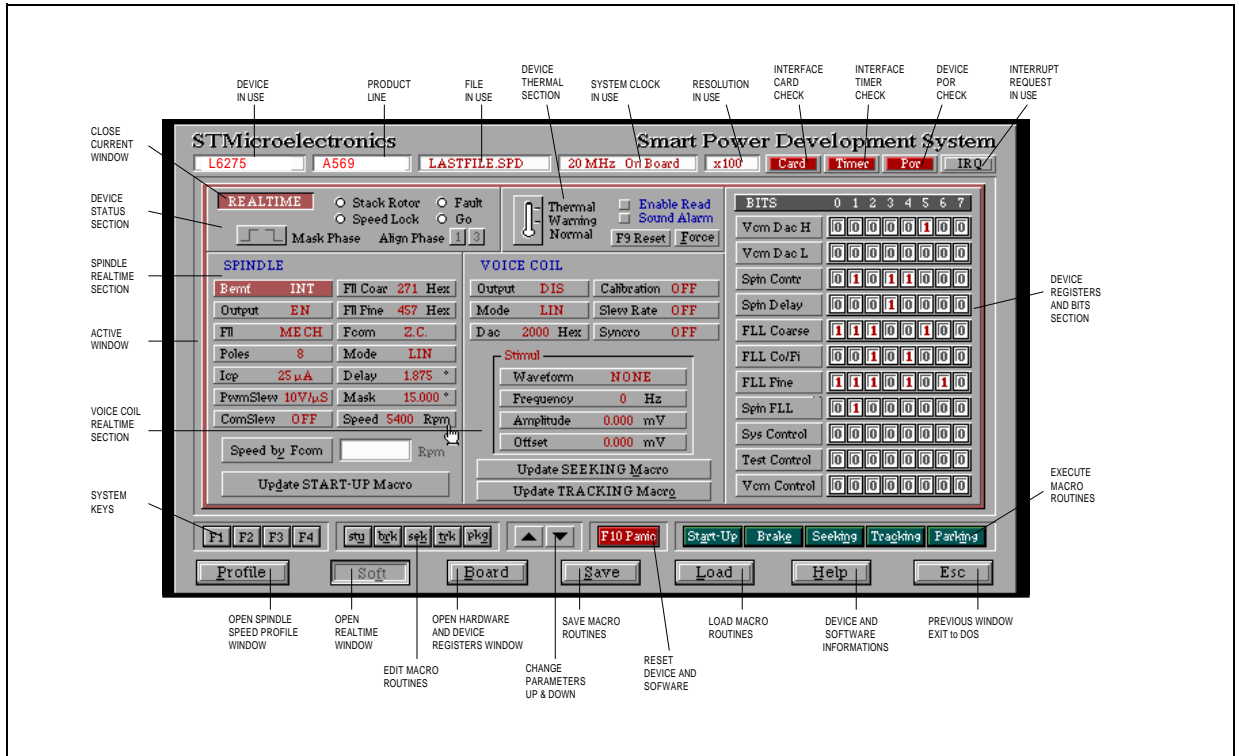 DEVICE IN USE
PRODUCT LINE
FILE IN USE
DEVICE THERMAL SECTION
SYSTEM CLOCK IN USE
RESOLUTION IN USE
INTERFACE CARD CHECK
INTERFACE TIMER CHECK
DEVICE POR CHECK
INTERRUPT REQUEST IN USE
CLOSE CURRENT WINDOW
DEVICE STATUS SECTION
SPINDLE REALTIME SECTION
ACTIVE WINDOW
VOICE COIL REALTIME SECTION
SYSTEM KEYS
STMicroelectronics Smart Power Development System
L6275 A569 LASTFILE.SPD 20 MHz On Board x100 Card Timer Por IRQ
REALTIME
Stack Rotor Fault
Speed Lock Go
Mask Phase Align Phase 1 3
Thermal Warning Normal
Enable Read
Sound Alarm
F9 Reset Force
SPINDLE
Bemf INT Fll Coar 271 Hex
Output EN Fll Fine 457 Hex
Fll MECH Fcom Z.C.
Poles 8 Mode LIN
Icp 25 µA Delay 1.875 °
PwmSlew 10V/µS Mask 15.000 °
ComSlew OFF Speed 5400 Rpm
Speed by Fcom Rpm
Update START-UP Macro
VOICE COIL
Output DIS Calibration OFF
Mode LIN Slew Rate OFF
Dac 2000 Hex Syncro OFF
Stimul
Waveform NONE
Frequency 0 Hz
Amplitude 0.000 mV
Offset 0.000 mV
Update SEEKING Macro
Update TRACKING Macro
BITS 0 1 2 3 4 5 6 7
Vcm Dac H 0 0 0 0 0 1 0 0
Vcm Dac L 0 0 0 0 0 0 0 0
Spin Contr 0 1 0 1 1 0 0 0
Spin Delay 0 0 0 1 0 0 0 0
FLL Coarse 1 1 1 0 0 1 0 0
FLL Co/Fi 0 0 1 0 1 0 0 0
FLL Fine 1 1 1 0 1 0 1 0
Spin FLL 0 1 0 0 0 0 0 0
Sys Control 0 0 0 0 0 0 0 0
Test Control 0 0 0 0 0 0 0 0
Vcm Control 0 0 0 0 0 0 0 0
DEVICE REGISTERS AND BITS SECTION
EXECUTE MACRO ROUTINES
F1 F2 F3 F4 stu brk sek trk pkg F10 Panic Start-Up Brake Seeking Tracking Parking
Profile Soft Board Save Load Help Esc
OPEN SPINDLE SPEED PROFILE WINDOW
OPEN REALTIME WINDOW
OPEN HARDWARE AND DEVICE REGISTERS WINDOW
SAVE MACRO ROUTINES
LOAD MACRO ROUTINES
DEVICE AND SOFTWARE INFORMATIONS
PREVIOUS WINDOW EXIT to DOS
EDIT MACRO ROUTINES
CHANGE PARAMETERS UP & DOWN
RESET DEVICE AND SOFWARE